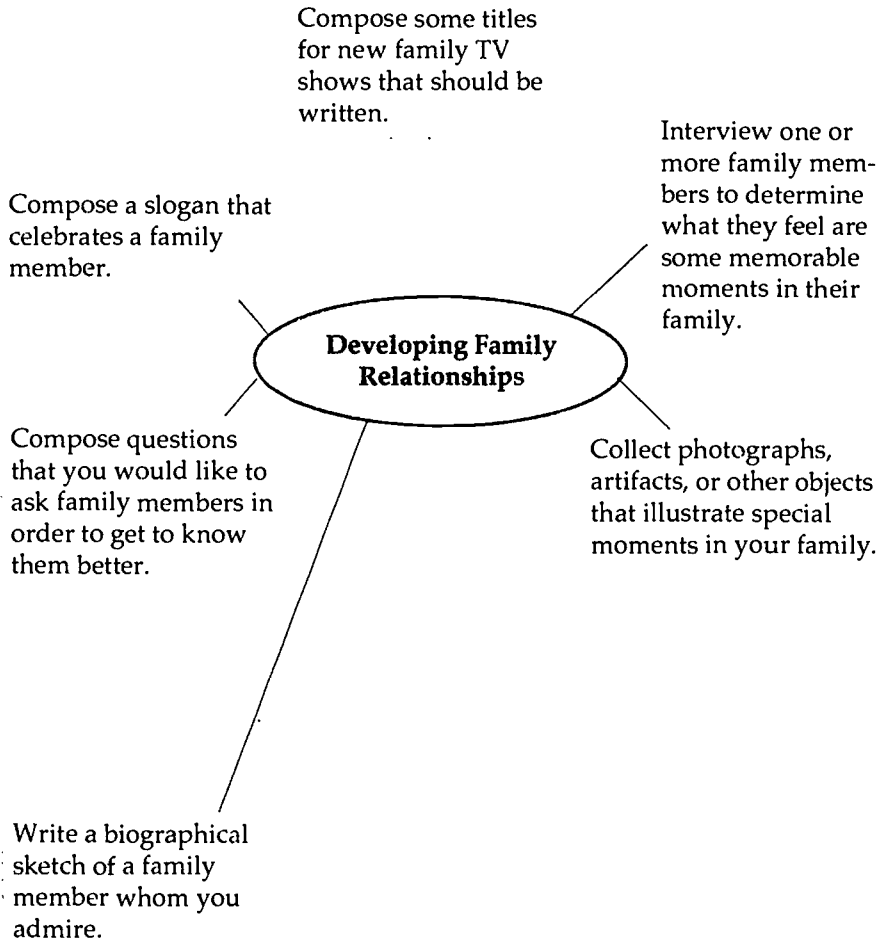 Compose some titles
for new family TV
shows that should be
written.
Interview one or
more family mem-
bers to determine
what they feel are
some memorable
moments in their
family.
Compose a slogan that
celebrates a family
member.
Developing Family
Relationships
Compose questions
that you would like to
ask family members in
order to get to know
them better.
Collect photographs,
artifacts, or other objects
that illustrate special
moments in your family.
Write a biographical
sketch of a family
member whom you
admire.